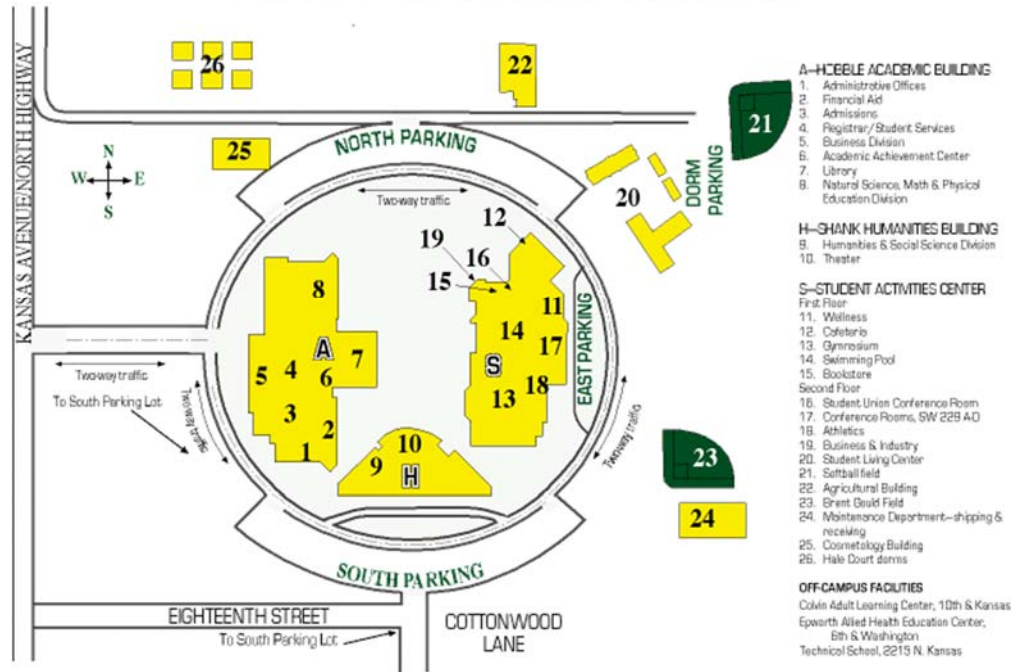 KANSAS AVENUE/NORTH HIGHWAY
26
22
21
25
N
W E
S
NORTH PARKING
Two-way traffic
DORM
PARKING
20
12
19
16
15
11
14
17
S
18
13
EAST PARKING
8
A
7
5
4
6
3
2
1
10
9
H
Two-way traffic
To South Parking Lot
Two-way traffic
Two-way traffic
23
24
SOUTH PARKING
EIGHTEENTH STREET
To South Parking Lot
COTTONWOOD
LANE
A—HOBBLE ACADEMIC BUILDING
1. Administrative Offices
2. Financial Aid
3. Admissions
4. Registrar/Student Services
5. Business Division
6. Academic Achievement Center
7. Library
8. Natural Science, Math & Physical
Education Division
H—SHANK HUMANITIES BUILDING
9. Humanities & Social Science Division
10. Theater
S—STUDENT ACTIVITIES CENTER
First Floor
11. Wellness
12. Cafeteria
13. Gymnasium
14. Swimming Pool
15. Bookstore
Second Floor
16. Student Union Conference Room
17. Conference Rooms, SW 229 A-D
18. Athletics
19. Business & Industry
20. Student Living Center
21. Softball field
22. Agricultural Building
23. Brent Gould Field
24. Maintenance Department—shipping &
receiving
25. Cosmetology Building
26. Hale Court dorms
OFF-CAMPUS FACILITIES
Colvin Adult Learning Center, 10th & Kansas
Epworth Allied Health Education Center,
6th & Washington
Technical School, 2215 N. Kansas